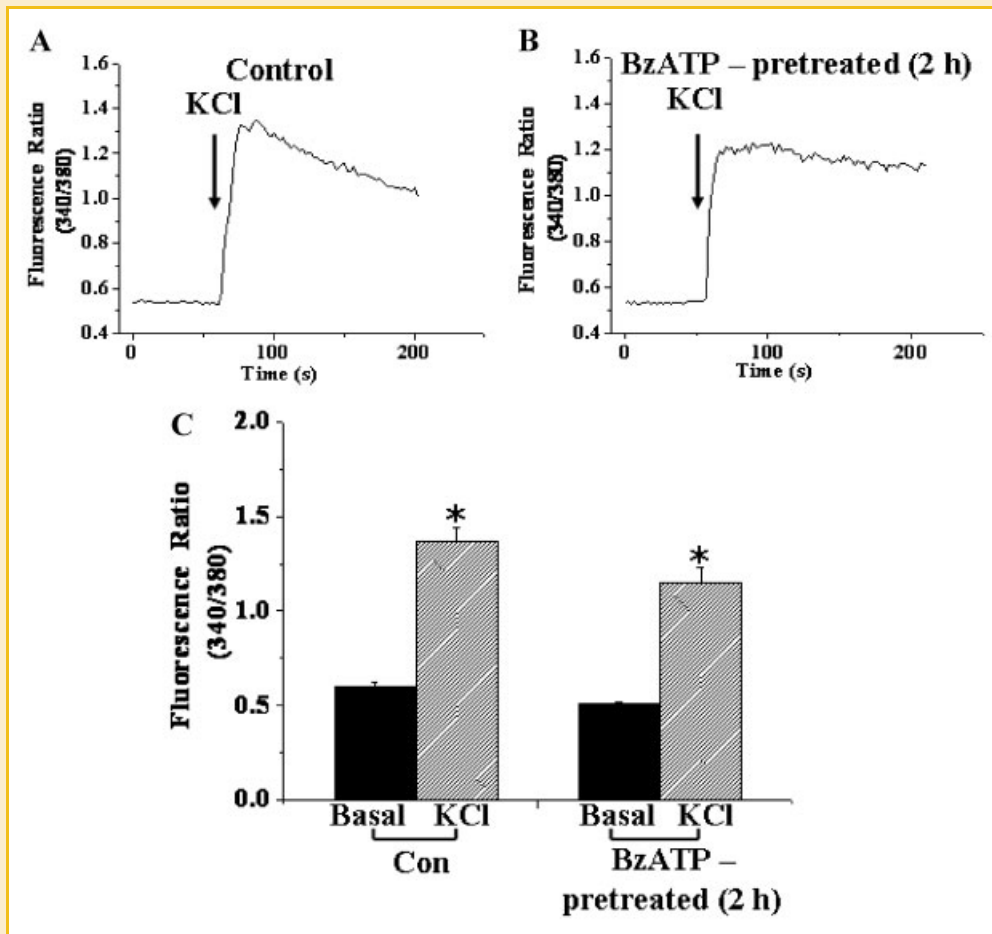 A
Control
KCl
Fluorescence Ratio
(340/380)
1.6
1.4
1.2
1.0
0.8
0.6
0.4
0
100
200
Time (s)
B
BzATP – pretreated (2 h)
KCl
Fluorescence Ratio
(340/380)
1.6
1.4
1.2
1.0
0.8
0.6
0.4
0
100
200
Time (s)
C
Fluorescence Ratio
(340/380)
2.0
1.5
1.0
0.5
0.0
*
*
Basal KCl
Basal KCl
Con
BzATP –
pretreated (2 h)